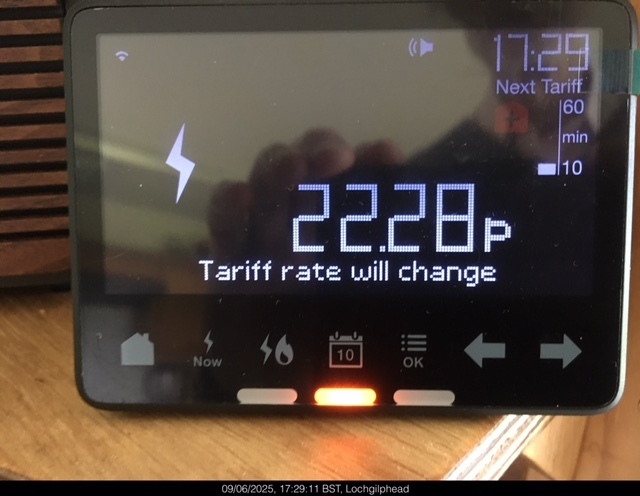 17:29
Next Tariff
60
min
10
22.28P
Tariff rate will change
Now
10
OK
09/06/2025, 17:29:11 BST, Lochgilphead